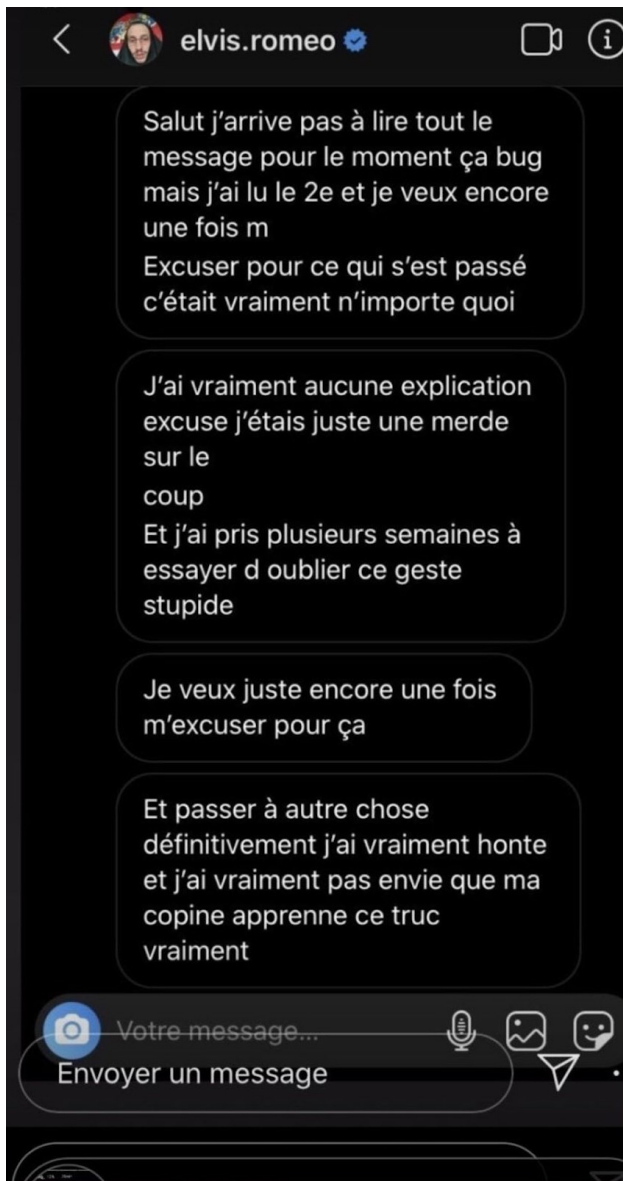 elvis.romeo
Salut j'arrive pas à lire tout le
message pour le moment ça bug
mais j'ai lu le 2e et je veux encore
une fois m
Excuser pour ce qui s'est passé
c'était vraiment n'importe quoi
J'ai vraiment aucune explication
excuse j'étais juste une merde
sur le
coup
Et j'ai pris plusieurs semaines à
essayer d oublier ce geste
stupide
Je veux juste encore une fois
m'excuser pour ça
Et passer à autre chose
définitivement j'ai vraiment honte
et j'ai vraiment pas envie que ma
copine apprenne ce truc
vraiment
Votre message...
Envoyer un message